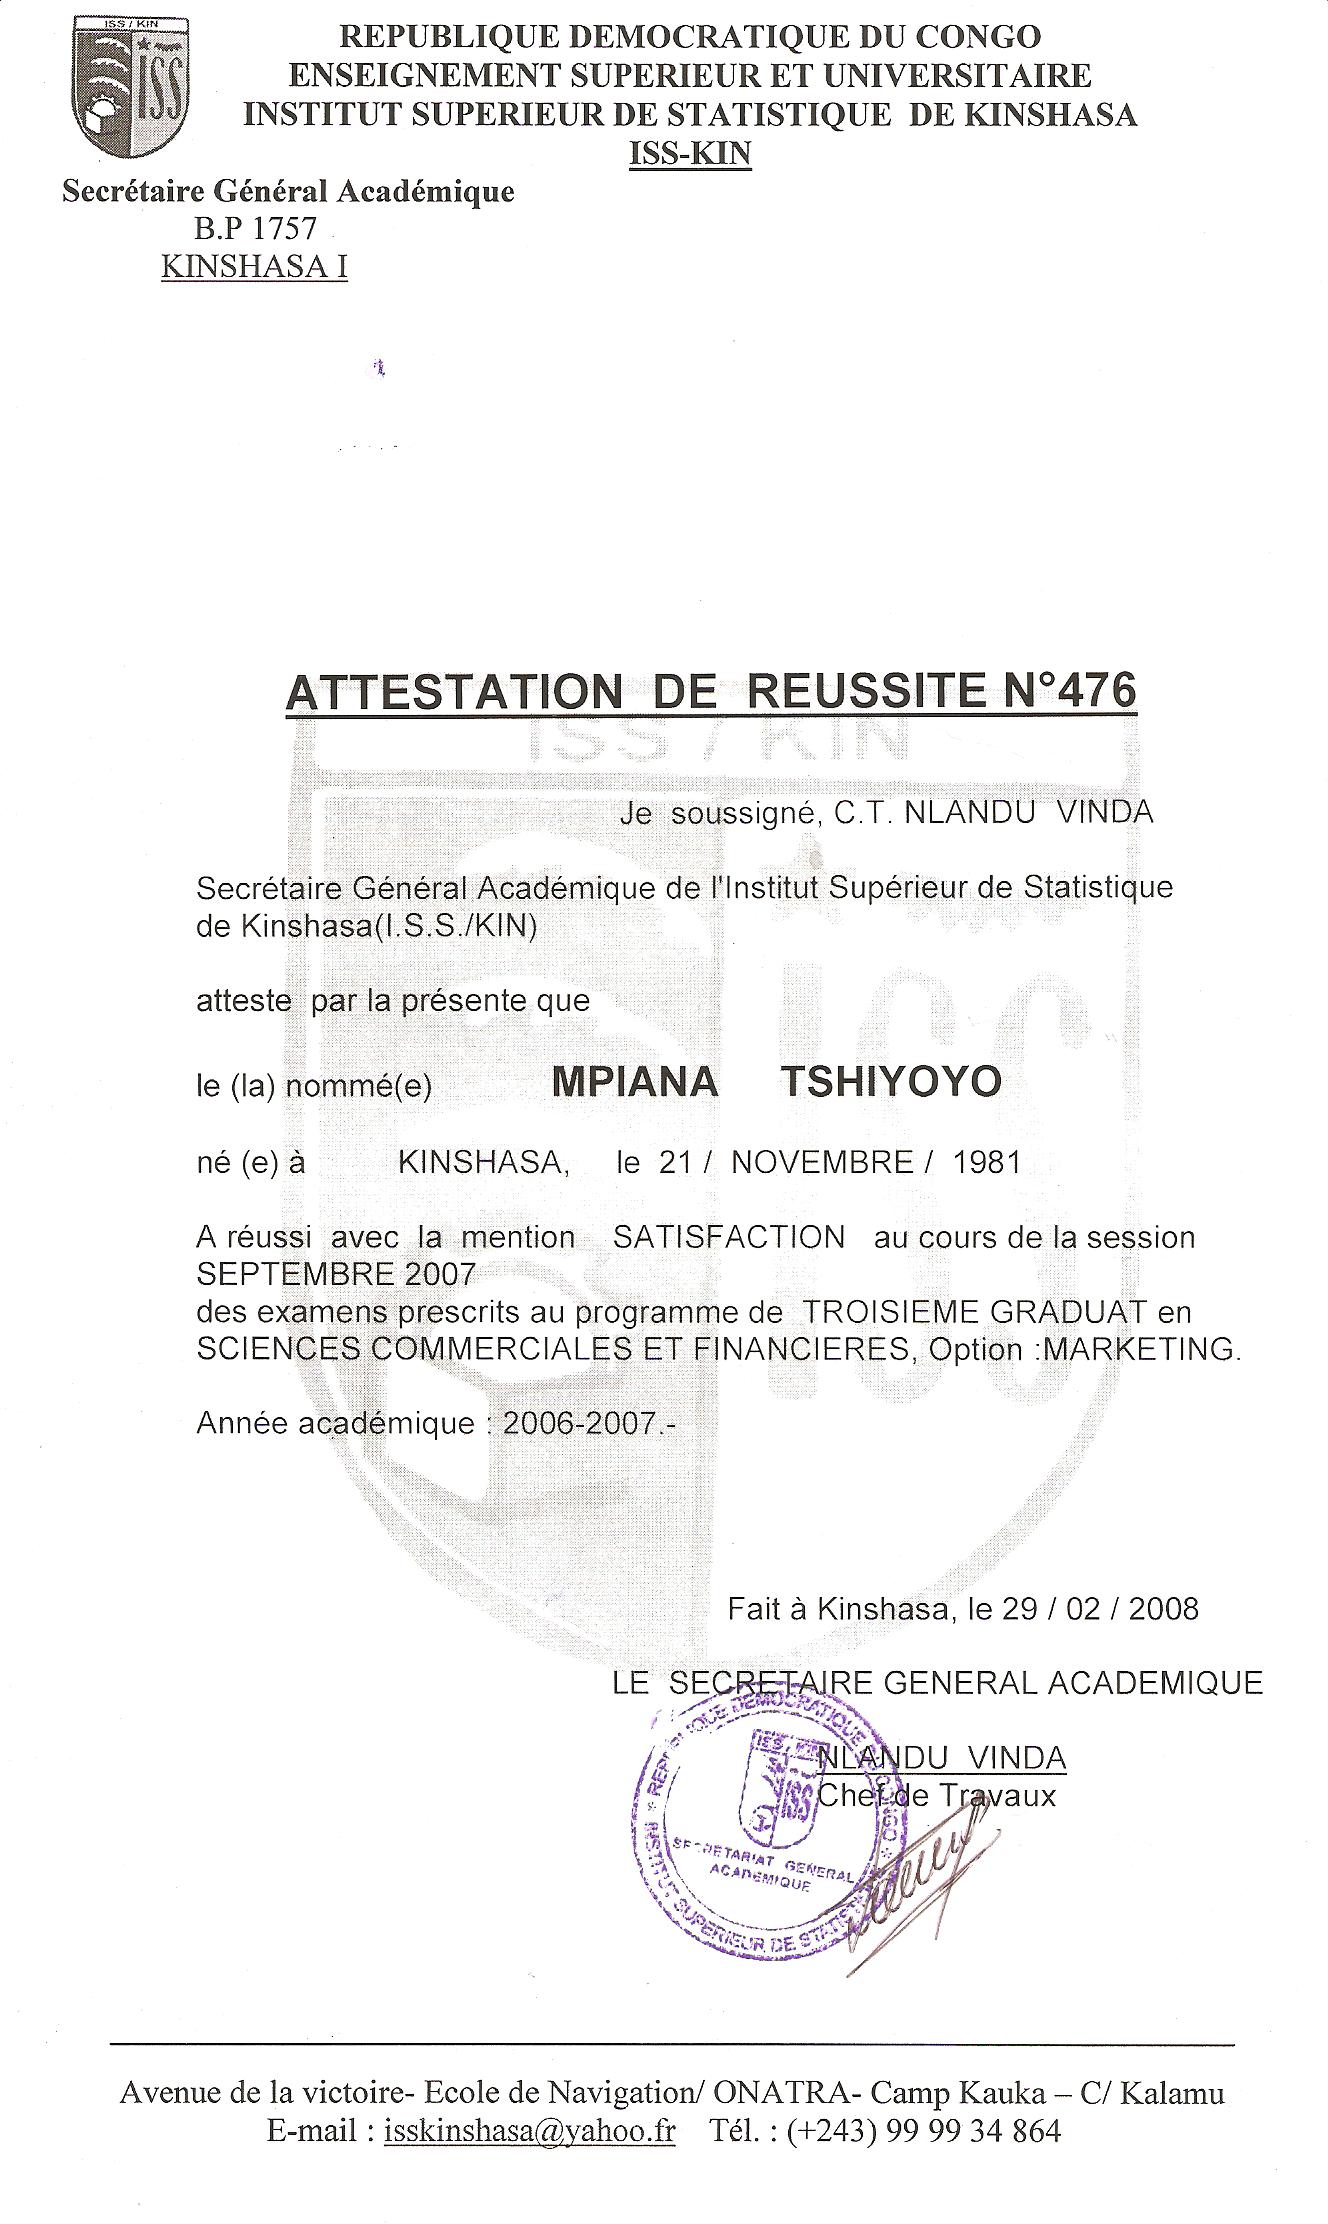 ISS / KIN
ISS
REPUBLIQUE DEMOCRATIQUE DU CONGO
ENSEIGNEMENT SUPERIEUR ET UNIVERSITAIRE
INSTITUT SUPERIEUR DE STATISTIQUE DE KINSHASA
ISS-KIN
Secrétaire Général Académique
B.P 1757
KINSHASA I
ATTESTATION DE REUSSITE N°476
ISS / KIN
ISS
Je soussigné, C.T. NLANDU VINDA
Secrétaire Général Académique de l'Institut Supérieur de Statistique
de Kinshasa(I.S.S./KIN)
atteste par la présente que
le (la) nommé(e) MPIANA TSHIYOYO
né (e) à KINSHASA, le 21 / NOVEMBRE / 1981
A réussi avec la mention SATISFACTION au cours de la session
SEPTEMBRE 2007
des examens prescrits au programme de TROISIEME GRADUAT en
SCIENCES COMMERCIALES ET FINANCIERES, Option :MARKETING.
Année académique : 2006-2007.-
Fait à Kinshasa, le 29 / 02 / 2008
LE SECRETAIRE GENERAL ACADEMIQUE
NLANDU VINDA
Chef de Travaux
REPUBLIQUE DEMOCRATIQUE DU CONGO *
INSTITUT SUPERIEUR DE
ISS / KIN
ISS
SECRETARIAT GENERAL
ACADEMIQUE
Avenue de la victoire- Ecole de Navigation/ ONATRA- Camp Kauka – C/ Kalamu
E-mail : isskinshasa@yahoo.fr Tél. : (+243) 99 99 34 864